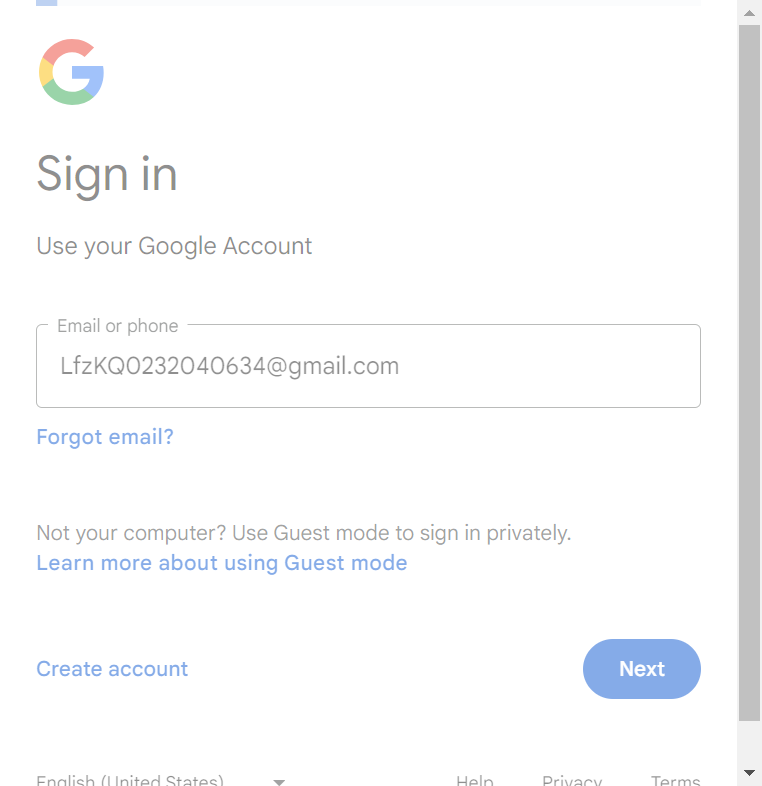 Sign in
Use your Google Account
Email or phone
LfzKQ0232040634@gmail.com
Forgot email?
Not your computer? Use Guest mode to sign in privately.
Learn more about using Guest mode
Create account
Next
English (United States)
Help
Privacy
Terms